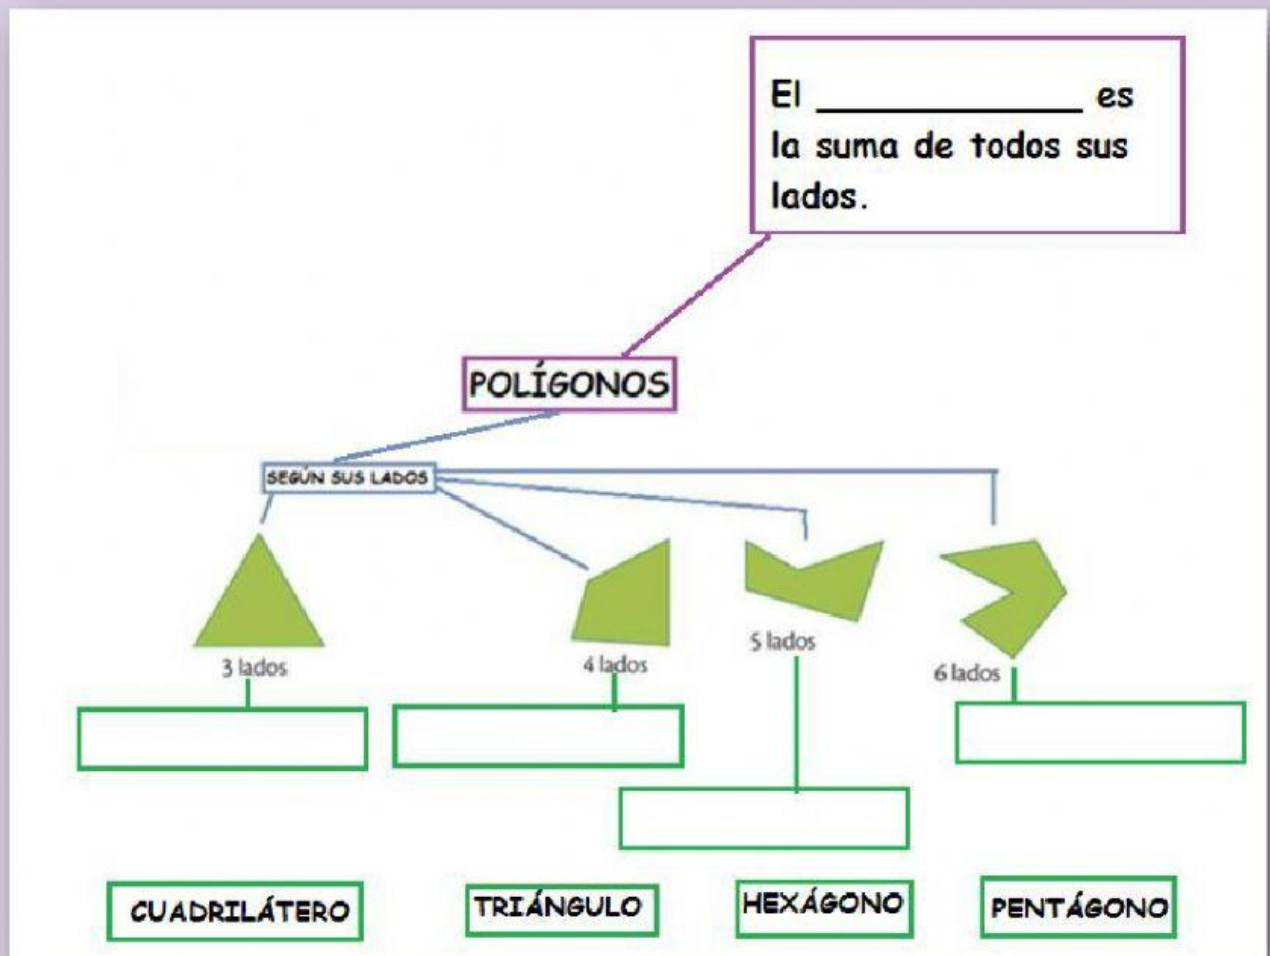 El ______________ es
la suma de todos sus
lados.
POLÍGONOS
SEGÚN SUS LADOS
3 lados
4 lados
5 lados
6 lados
CUADRILÁTERO
TRIÁNGULO
HEXÁGONO
PENTÁGONO